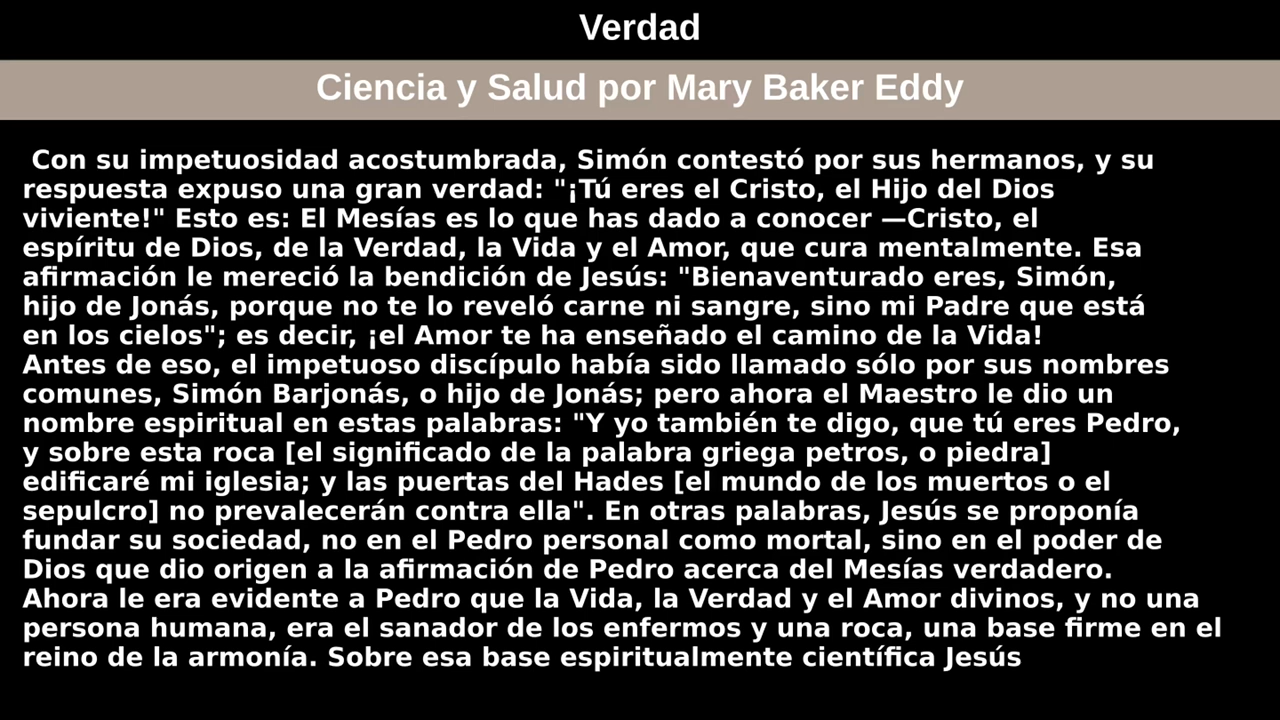 Verdad
Ciencia y Salud por Mary Baker Eddy
Con su impetuosidad acostumbrada, Simón contestó por sus hermanos, y su
respuesta expuso una gran verdad: "¡Tú eres el Cristo, el Hijo del Dios
viviente!" Esto es: El Mesías es lo que has dado a conocer —Cristo, el
espíritu de Dios, de la Verdad, la Vida y el Amor, que cura mentalmente. Esa
afirmación le mereció la bendición de Jesús: "Bienaventurado eres, Simón,
hijo de Jonás, porque no te lo reveló carne ni sangre, sino mi Padre que está
en los cielos"; es decir, ¡el Amor te ha enseñado el camino de la Vida!
Antes de eso, el impetuoso discípulo había sido llamado sólo por sus nombres
comunes, Simón Barjonás, o hijo de Jonás; pero ahora el Maestro le dio un
nombre espiritual en estas palabras: "Y yo también te digo, que tú eres Pedro,
y sobre esta roca [el significado de la palabra griega petros, o piedra]
edificaré mi iglesia; y las puertas del Hades [el mundo de los muertos o el
sepulcro] no prevalecerán contra ella". En otras palabras, Jesús se proponía
fundar su sociedad, no en el Pedro personal como mortal, sino en el poder de
Dios que dio origen a la afirmación de Pedro acerca del Mesías verdadero.
Ahora le era evidente a Pedro que la Vida, la Verdad y el Amor divinos, y no una
persona humana, era el sanador de los enfermos y una roca, una base firme en el
reino de la armonía. Sobre esa base espiritualmente científica Jesús